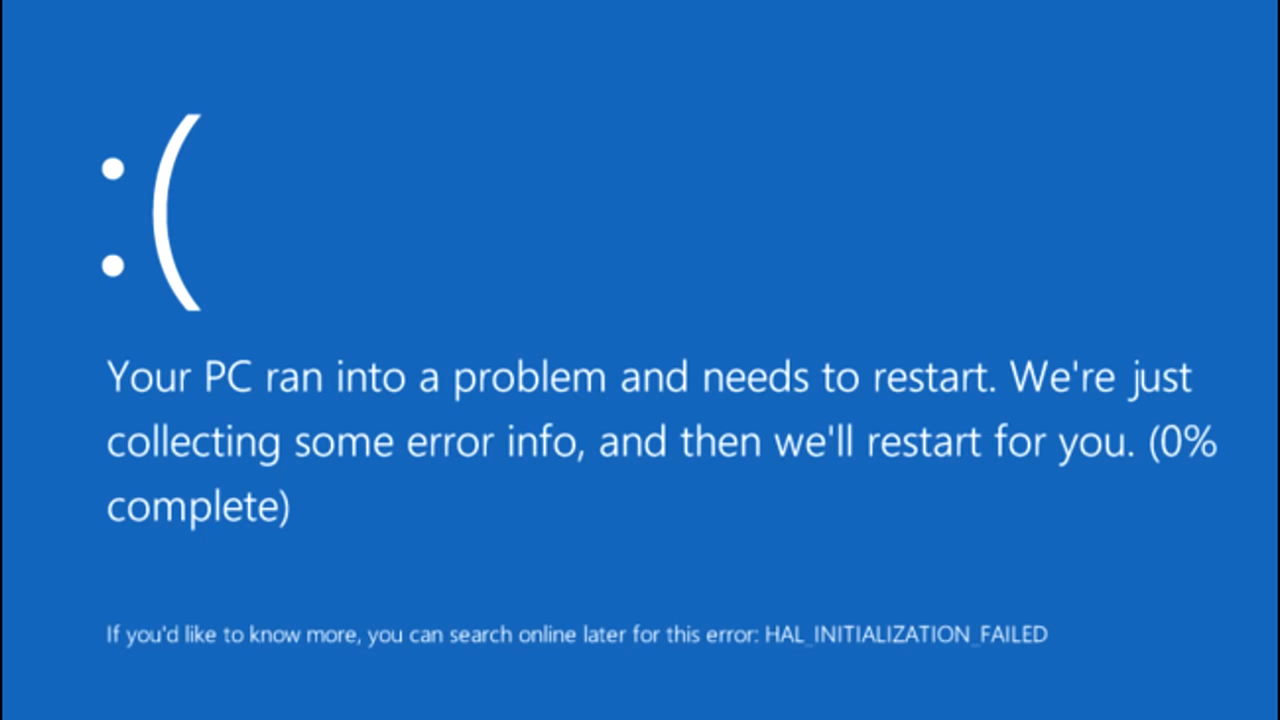 :(
Your PC ran into a problem and needs to restart. We're just
collecting some error info, and then we'll restart for you. (0%
complete)
If you'd like to know more, you can search online later for this error: HAL_INITIALIZATION_FAILED